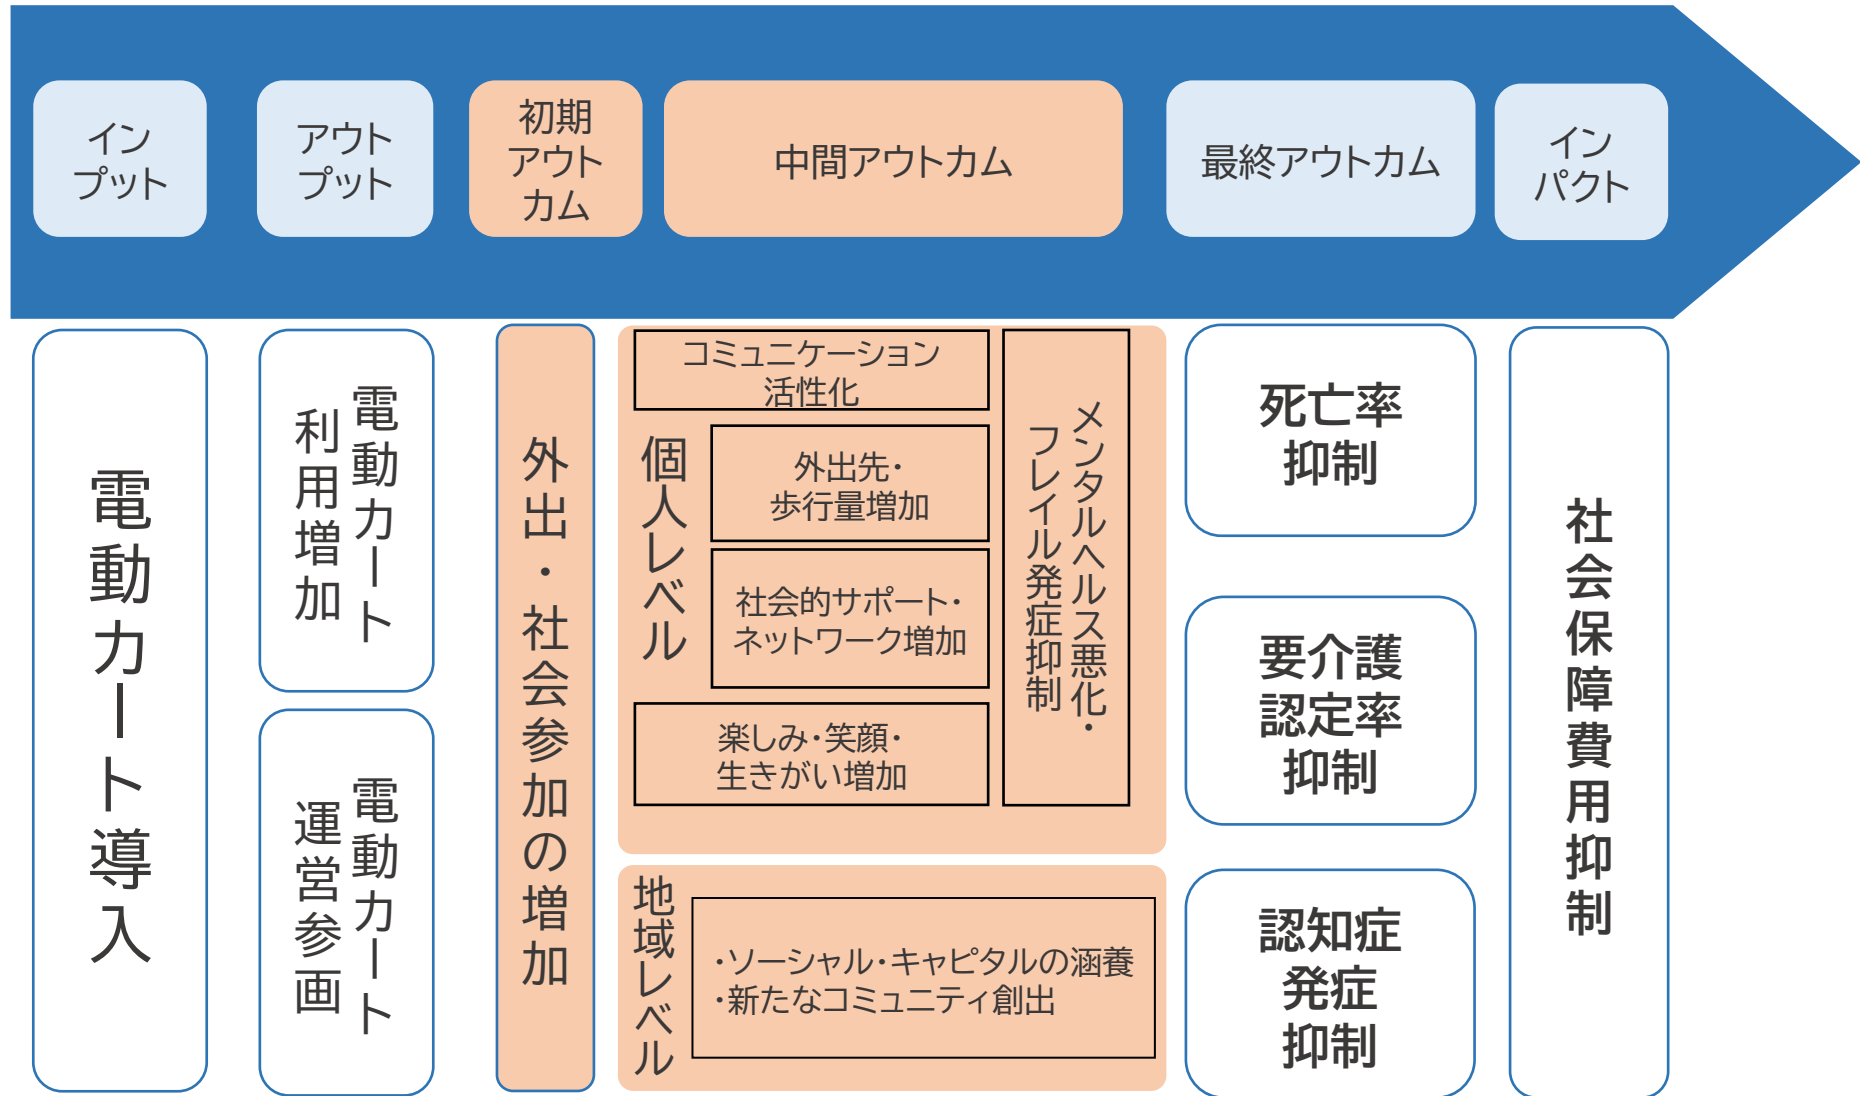 イン
プット
アウト
プット
初期
アウト
カム
中間アウトカム
最終アウトカム
イン
パクト
電動カート導入
電動カート
利用増加
電動カート
運営参画
外出・社会参加の増加
コミュニケーション
活性化
個人レベル
外出先・
歩行量増加
社会的サポート・
ネットワーク増加
楽しみ・笑顔・
生きがい増加
メンタルヘルス悪化・
フレイル発症抑制
地域レベル
・ソーシャル・キャピタルの涵養
・新たなコミュニティ創出
死亡率
抑制
要介護
認定率
抑制
認知症
発症
抑制
社会保障費用抑制